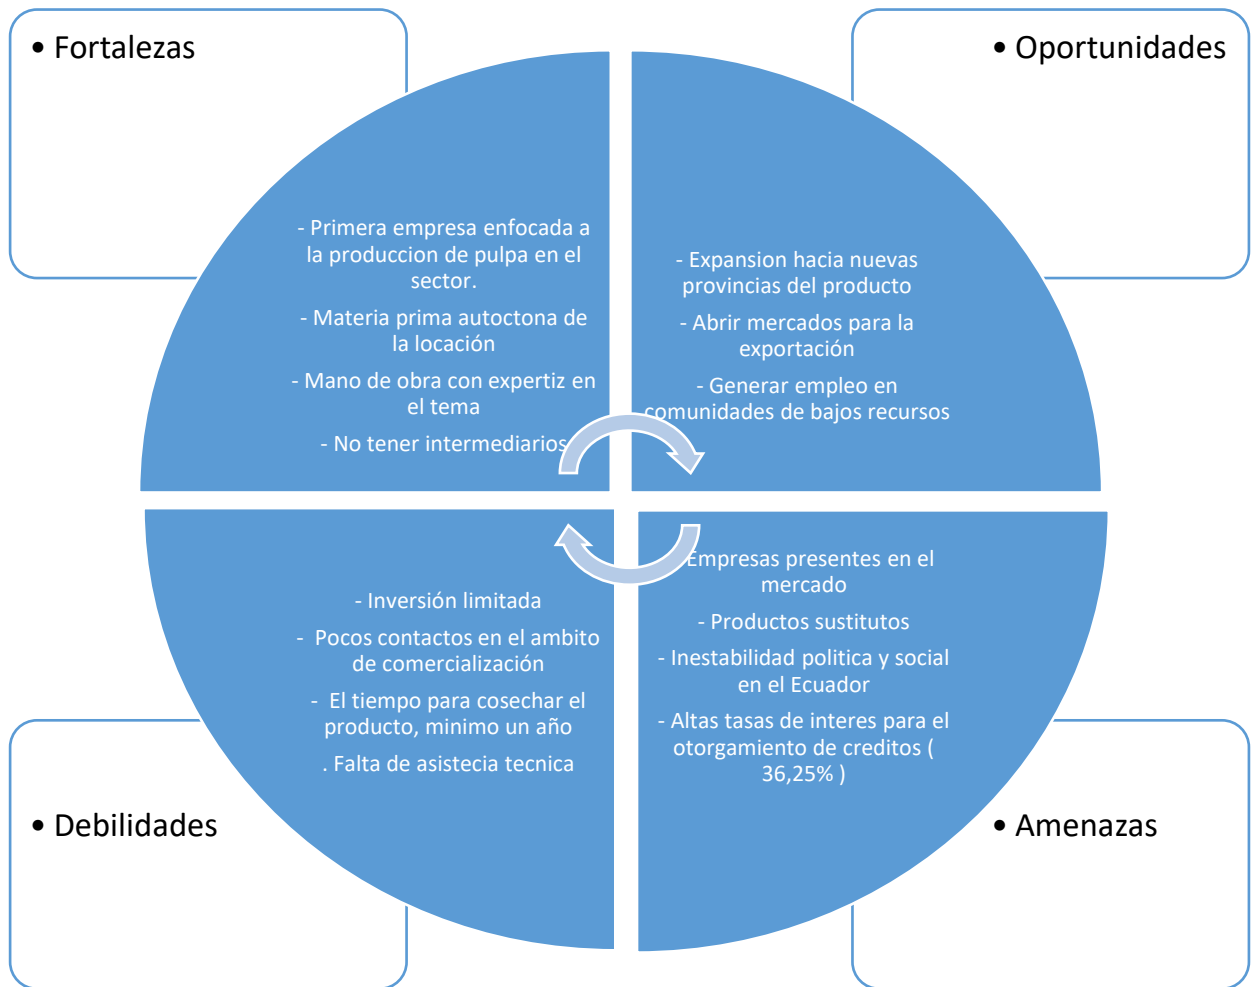 • Fortalezas
- Primera empresa enfocada a
la produccion de pulpa en el
sector.
- Materia prima autoctona de
la locación
- Mano de obra con expertiz en
el tema
- No tener intermediarios
• Oportunidades
- Expansion hacia nuevas
provincias del producto
- Abrir mercados para la
exportación
- Generar empleo en
comunidades de bajos recursos
• Debilidades
- Inversión limitada
- Pocos contactos en el ambito
de comercialización
- El tiempo para cosechar el
producto, minimo un año
. Falta de asistecia tecnica
• Amenazas
Empresas presentes en el
mercado
- Productos sustitutos
- Inestabilidad politica y social
en el Ecuador
- Altas tasas de interes para el
otorgamiento de creditos (
36,25% )